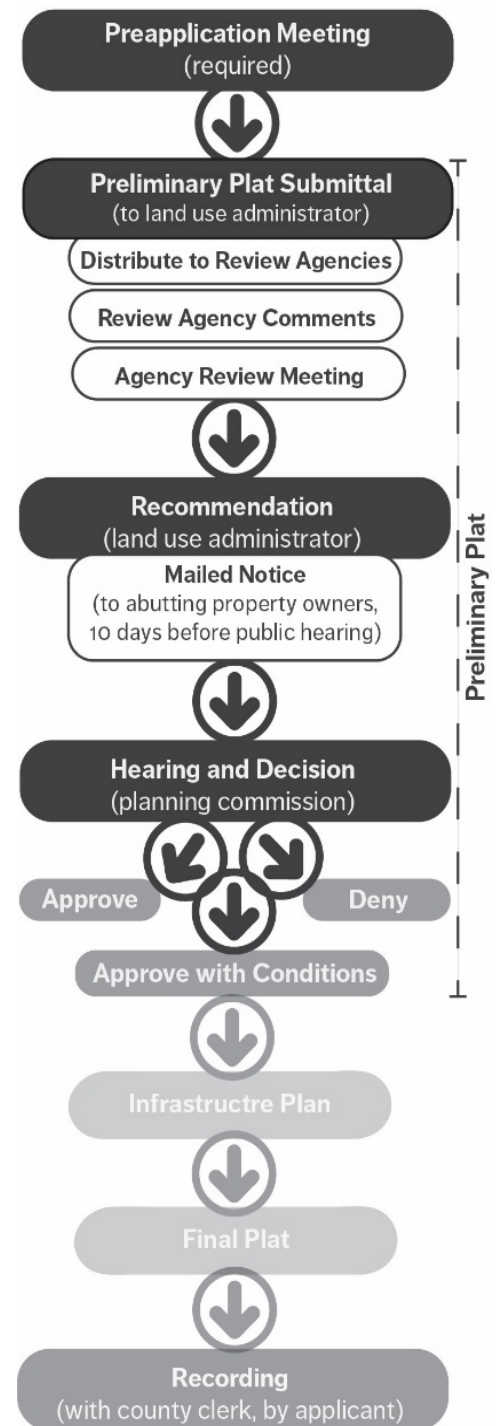 Preapplication Meeting
(required)
Preliminary Plat Submittal
(to land use administrator)
Distribute to Review Agencies
Review Agency Comments
Agency Review Meeting
Recommendation
(land use administrator)
Mailed Notice
(to abutting property owners,
10 days before public hearing)
Hearing and Decision
(planning commission)
Approve
Deny
Approve with Conditions
Preliminary Plat
Infrastructre Plan
Final Plat
Recording
(with county clerk, by applicant)